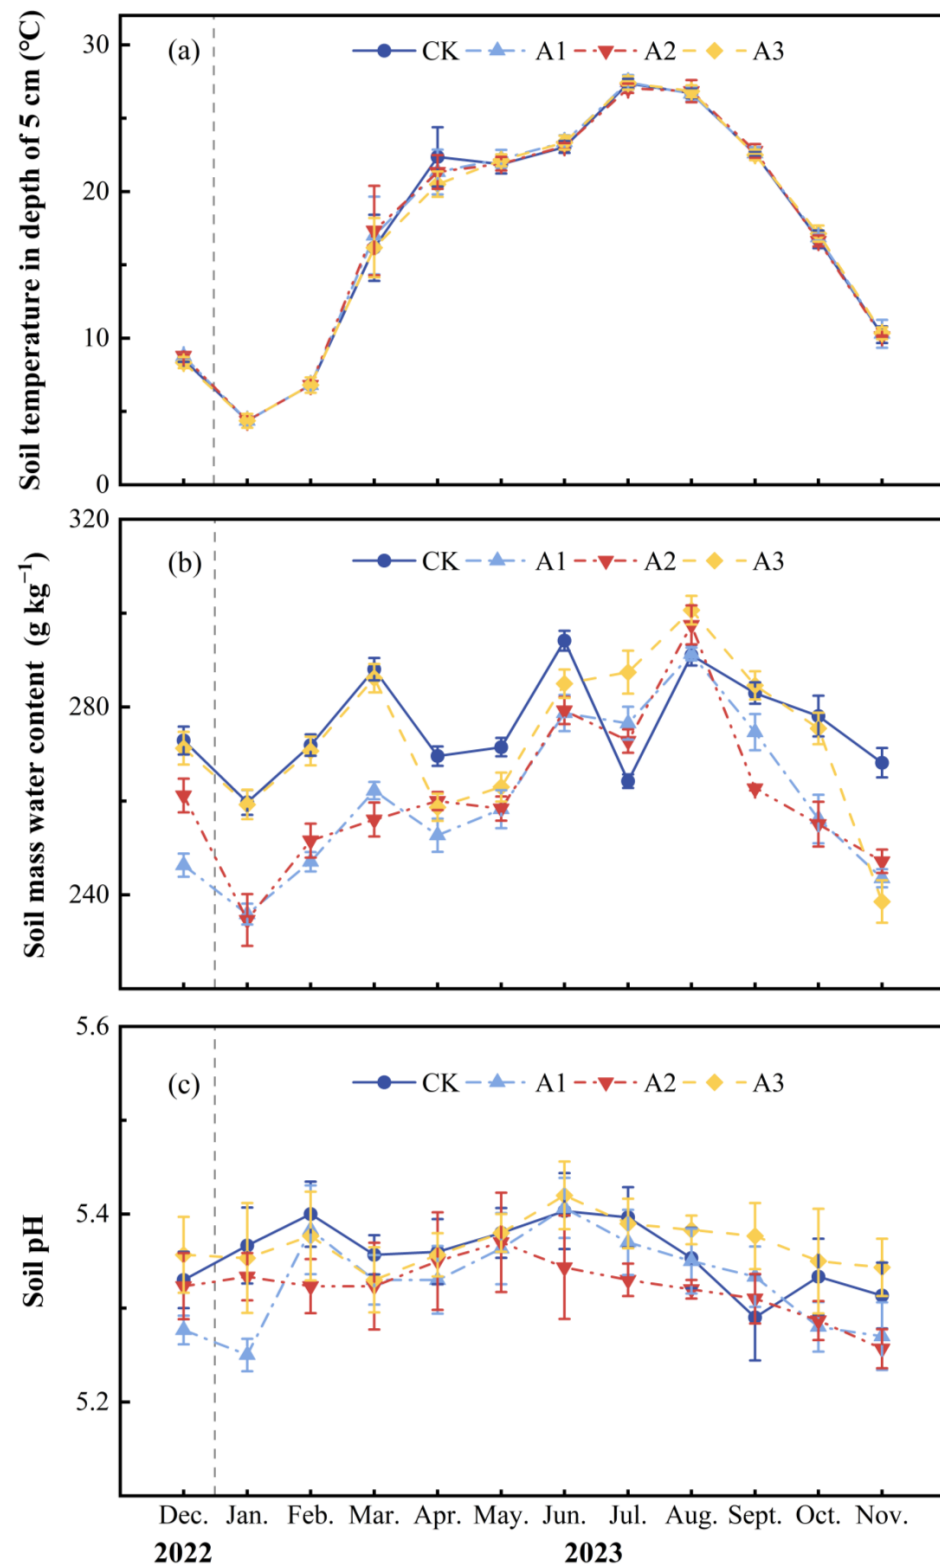 Soil temperature in depth of 5 cm (℃)
(a)
CK A1 A2 A3
30
20
10
0
Soil mass water content (g kg⁻¹)
(b)
CK A1 A2 A3
320
280
240
Soil pH
(c)
CK A1 A2 A3
5.6
5.4
5.2
Dec. Jan. Feb. Mar. Apr. May. Jun. Jul. Aug. Sept. Oct. Nov.
2022 2023